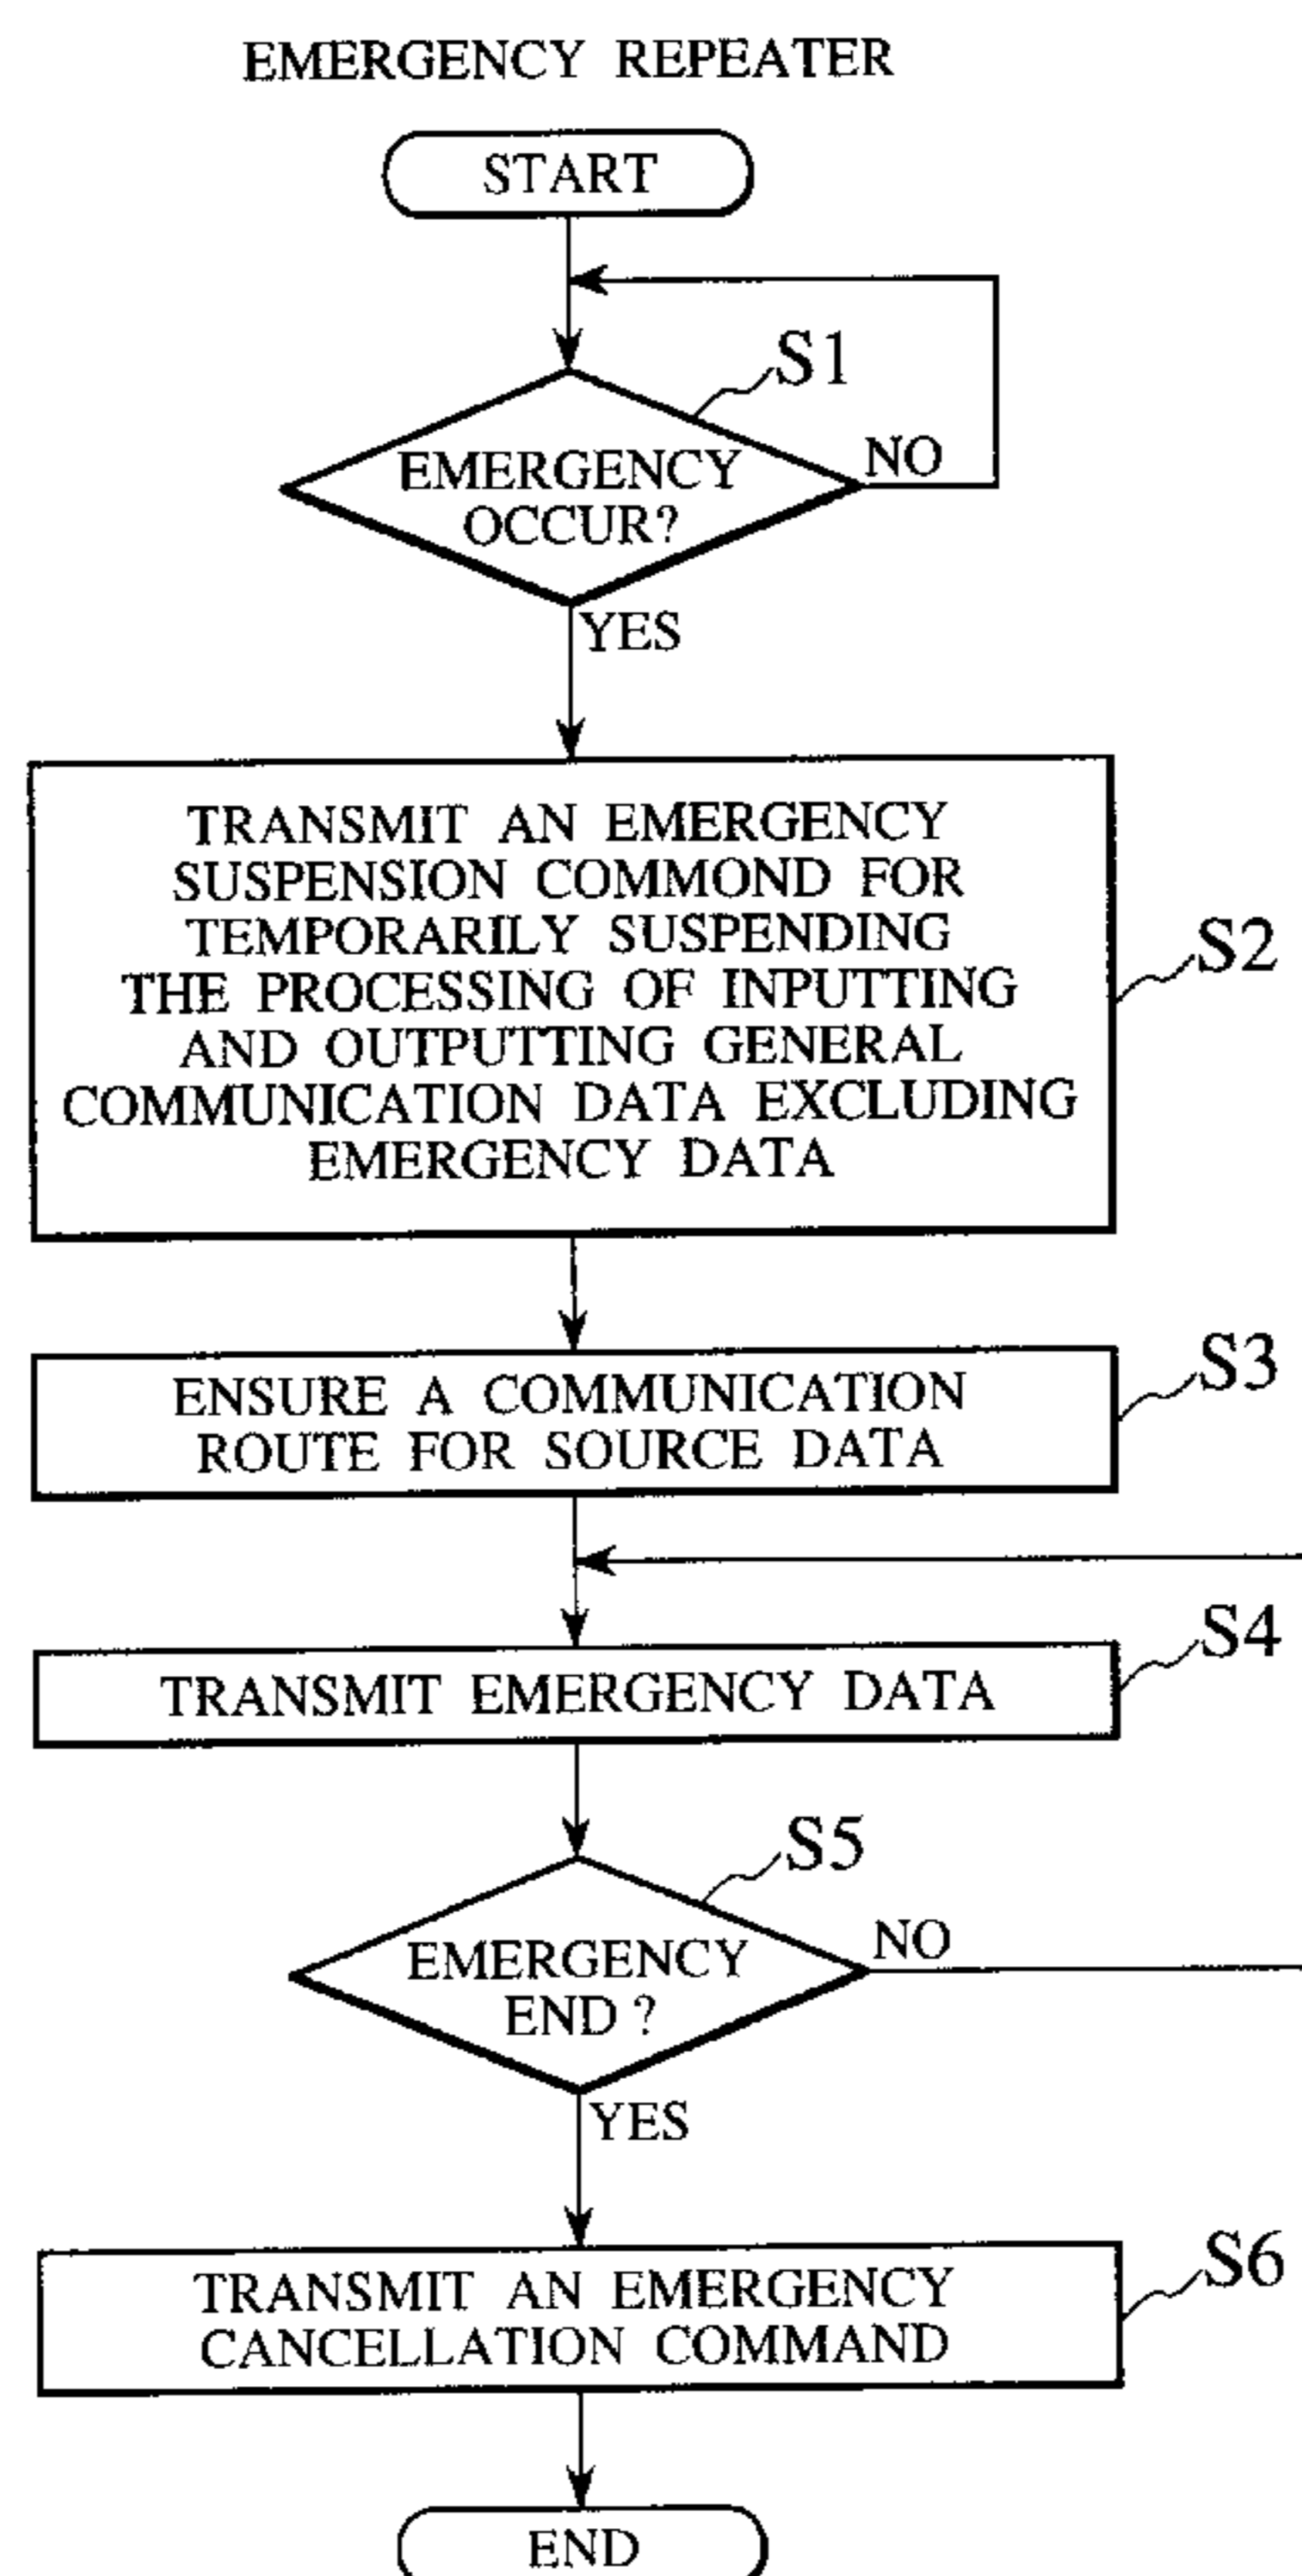 EMERGENCY REPEATER
START
S1
EMERGENCY
OCCUR?
NO
YES
TRANSMIT AN EMERGENCY
SUSPENSION COMMOND FOR
TEMPORARILY SUSPENDING
THE PROCESSING OF INPUTTING
AND OUTPUTTING GENERAL
COMMUNICATION DATA EXCLUDING
EMERGENCY DATA
S2
ENSURE A COMMUNICATION
ROUTE FOR SOURCE DATA
S3
TRANSMIT EMERGENCY DATA
S4
S5
EMERGENCY
END ?
NO
YES
TRANSMIT AN EMERGENCY
CANCELLATION COMMAND
S6
END